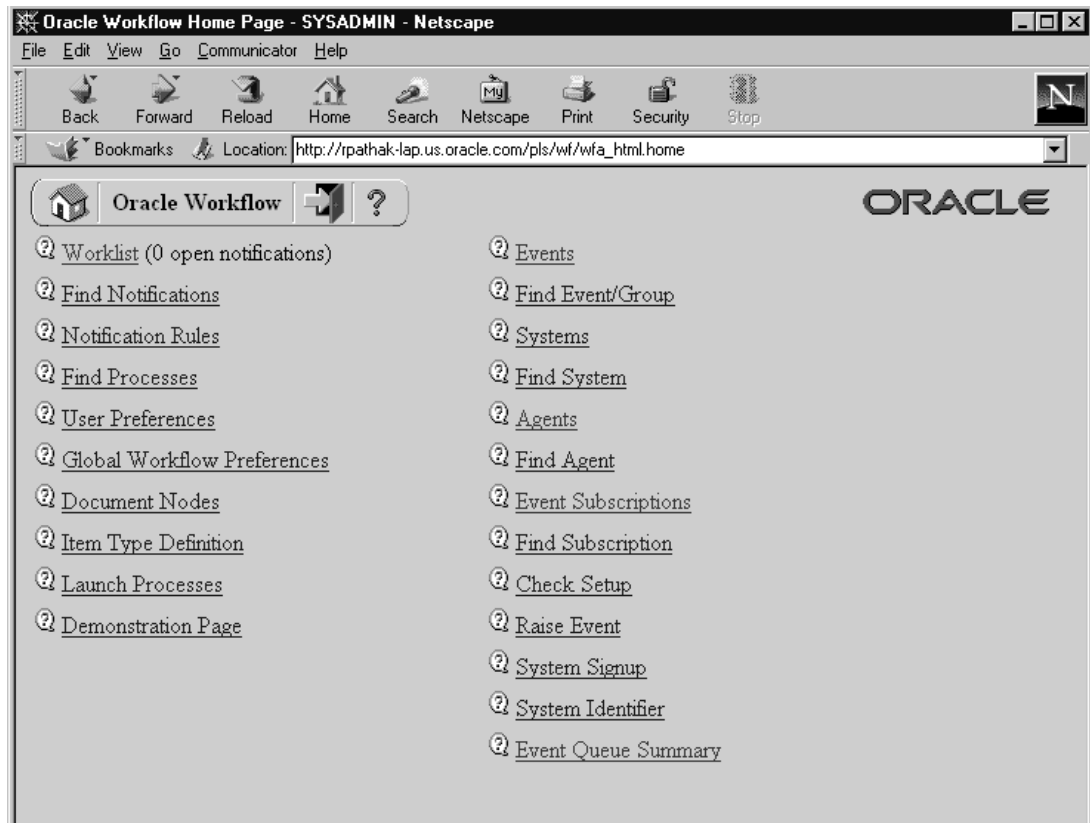 Oracle Workflow Home Page - SYSADMIN - Netscape
File Edit View Go Communicator Help
Back Forward Reload Home Search My Netscape Print Security Stop
N
Bookmarks Location: http://rpathak-lap.us.oracle.com/pls/wf/wfa_html.home
Oracle Workflow ?
ORACLE
Worklist (0 open notifications)
Find Notifications
Notification Rules
Find Processes
User Preferences
Global Workflow Preferences
Document Nodes
Item Type Definition
Launch Processes
Demonstration Page
Events
Find Event/Group
Systems
Find System
Agents
Find Agent
Event Subscriptions
Find Subscription
Check Setup
Raise Event
System Signup
System Identifier
Event Queue Summary